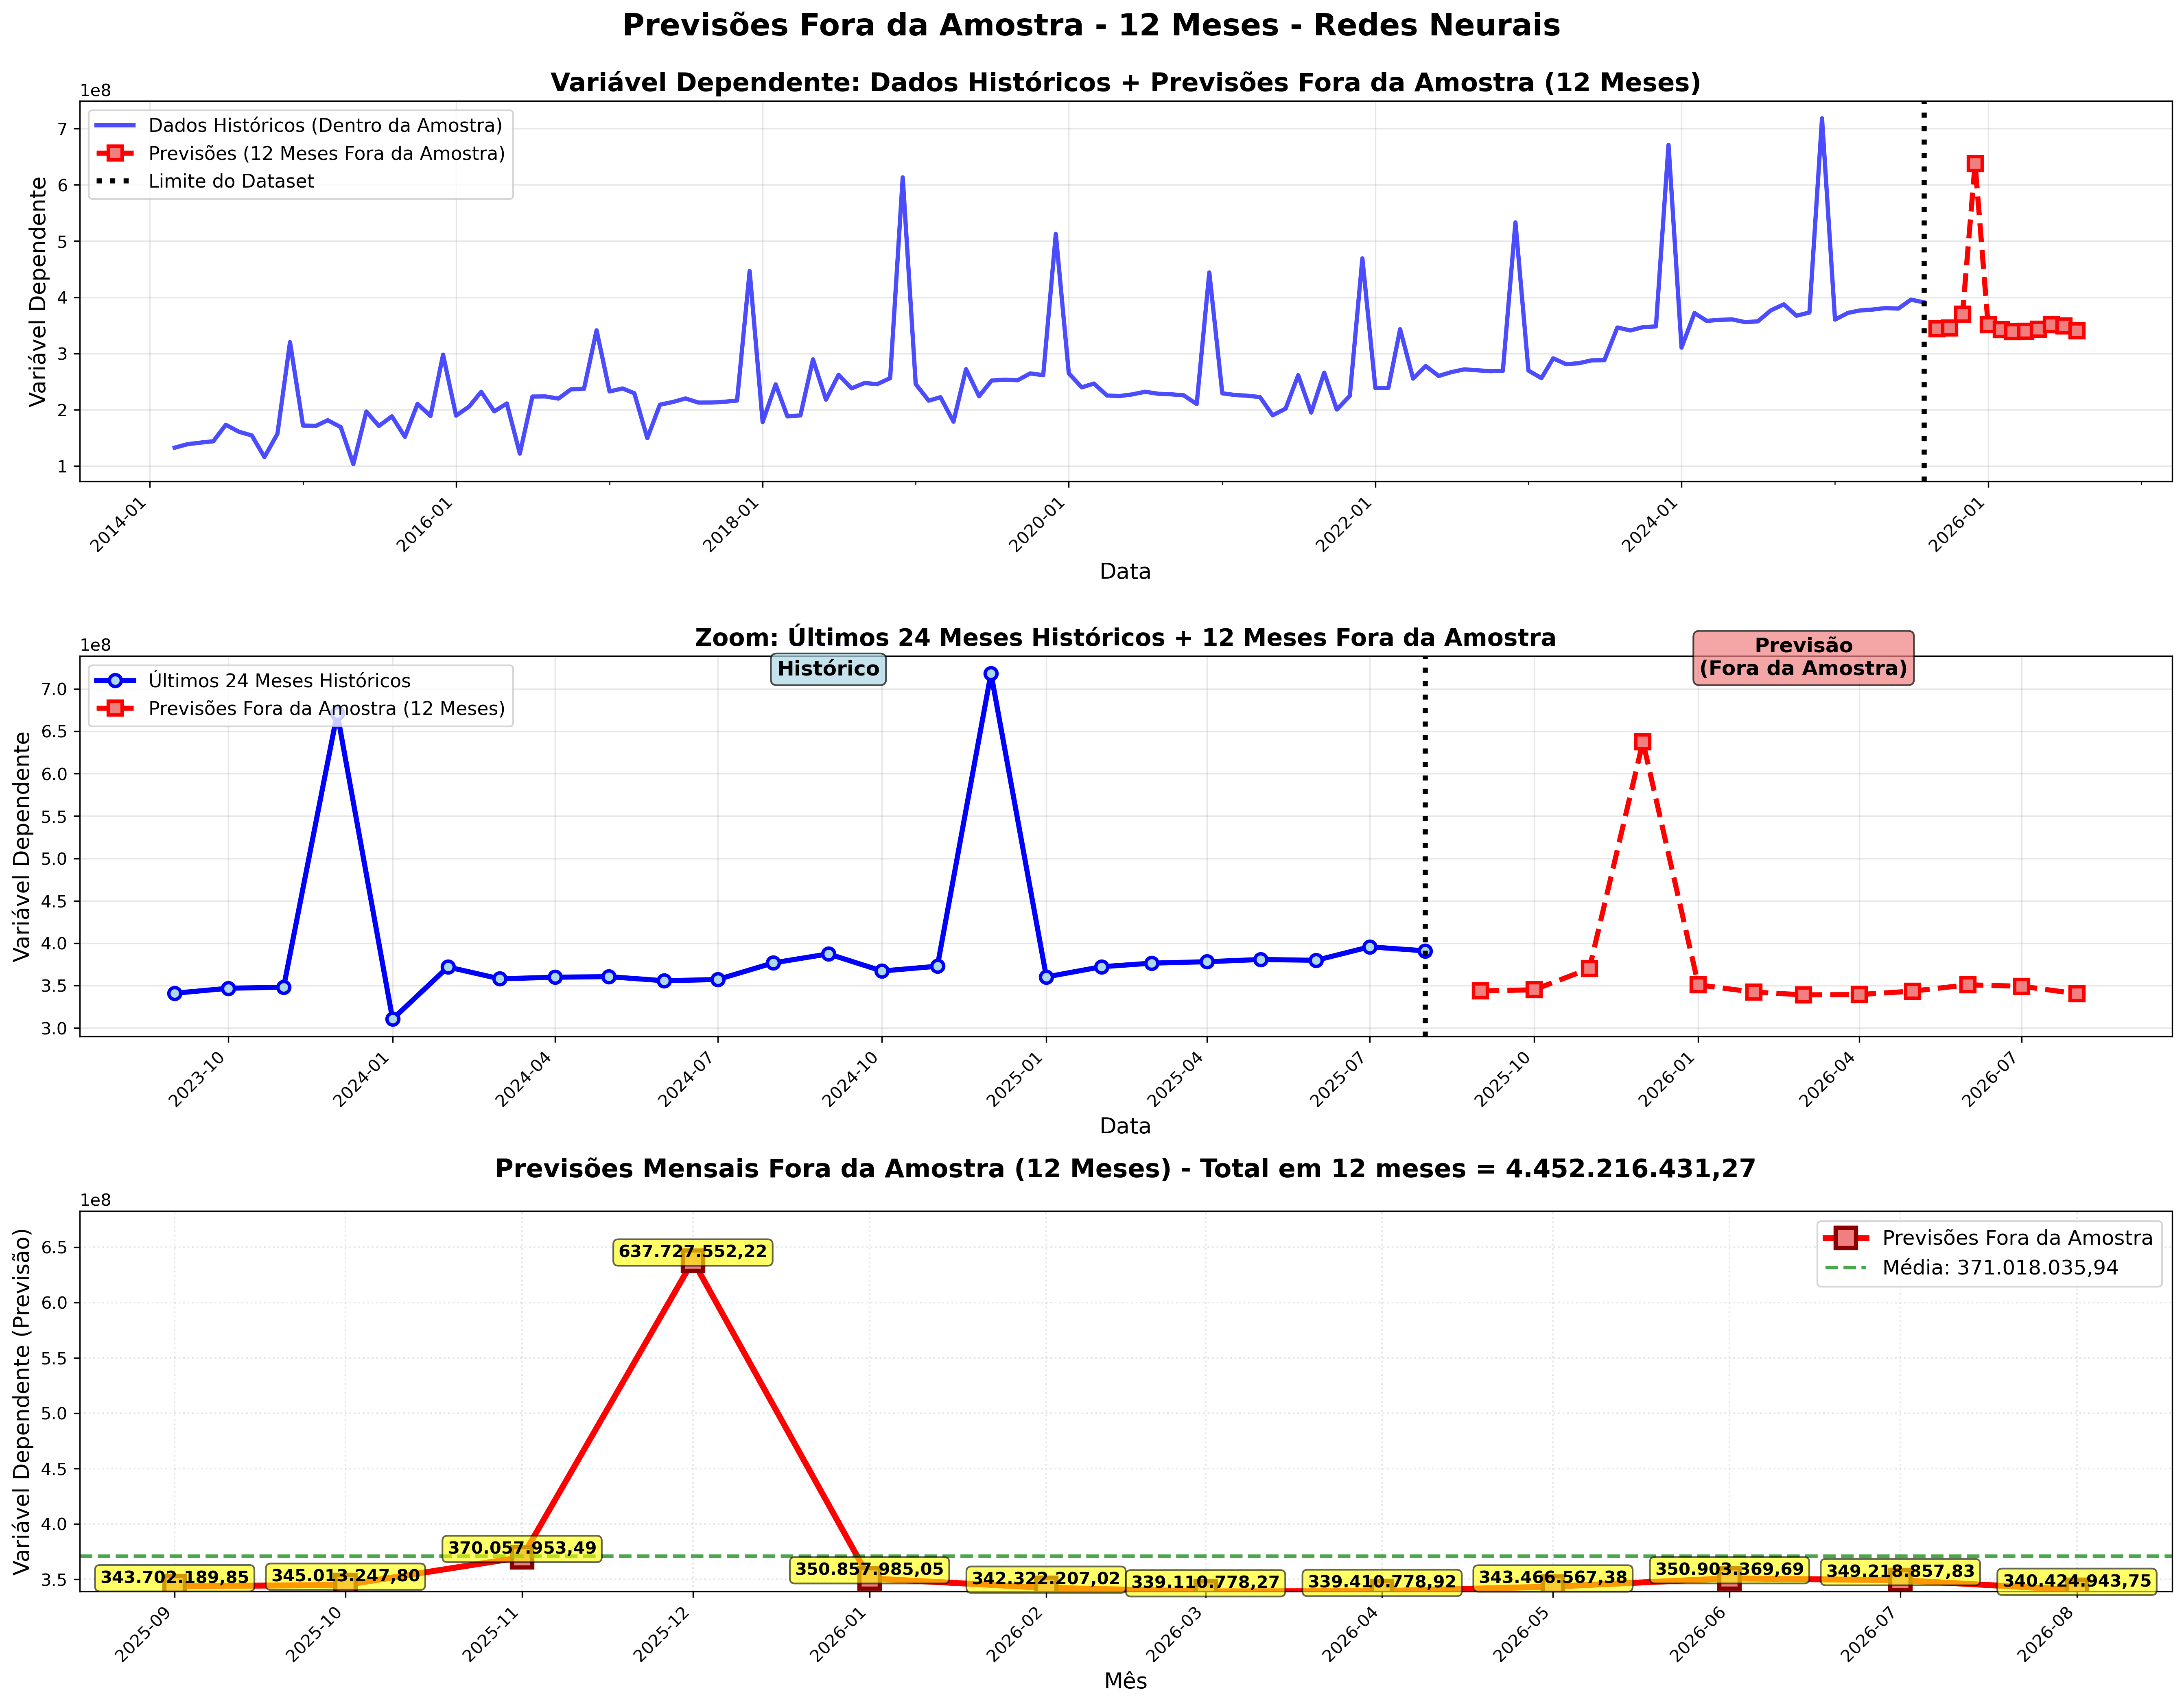 Previsões Fora da Amostra - 12 Meses - Redes Neurais
Variável Dependente: Dados Históricos + Previsões Fora da Amostra (12 Meses)
1e8
Dados Históricos (Dentro da Amostra)
Previsões (12 Meses Fora da Amostra)
Limite do Dataset
Variável Dependente
7
6
5
4
3
2
1
2014-01
2016-01
2018-01
2020-01
2022-01
2024-01
2026-01
Data
Zoom: Últimos 24 Meses Históricos + 12 Meses Fora da Amostra
1e8
Últimos 24 Meses Históricos
Previsões Fora da Amostra (12 Meses)
Histórico
Previsão
(Fora da Amostra)
Variável Dependente
7.0
6.5
6.0
5.5
5.0
4.5
4.0
3.5
3.0
2023-10
2024-01
2024-04
2024-07
2024-10
2025-01
2025-04
2025-07
2025-10
2026-01
2026-04
2026-07
Data
Previsões Mensais Fora da Amostra (12 Meses) - Total em 12 meses = 4.452.216.431,27
1e8
Previsões Fora da Amostra
Média: 371.018.035,94
Variável Dependente (Previsão)
6.5
6.0
5.5
5.0
4.5
4.0
3.5
343.702.189,85
345.013.247,80
370.057.953,49
637.727.552,22
350.857.985,05
342.322.207,02
339.110.778,27
339.410.778,92
343.466.567,38
350.903.369,69
349.218.857,83
340.424.943,75
2025-09
2025-10
2025-11
2025-12
2026-01
2026-02
2026-03
2026-04
2026-05
2026-06
2026-07
2026-08
Mês